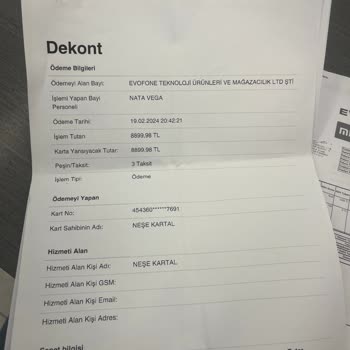 Dekont
Ödeme Bilgileri
Ödemeyi Alan Bayi: EVOFONE TEKNOLOJİ ÜRÜNLERİ VE MAĞAZACILIK LTD ŞTİ
İşlemi Yapan Bayi Personeli: NATA VEGA
Ödeme Tarihi: 19.02.2024 20:42:21
İşlem Tutarı 8899,98 TL
Karta Yansıyacak Tutar: 8899,98 TL
Peşin/Taksit: 3 Taksit
İşlem Tipi: Ödeme
Ödemeyi Yapan
Kart No: 454360******7691
Kart Sahibinin Adı: NEŞE KARTAL
Hizmeti Alan
Hizmeti Alan Kişi Adı: NEŞE KARTAL
Hizmeti Alan Kişi GSM:
Hizmeti Alan Kişi Email:
Hizmeti Alan Kişi Adres: